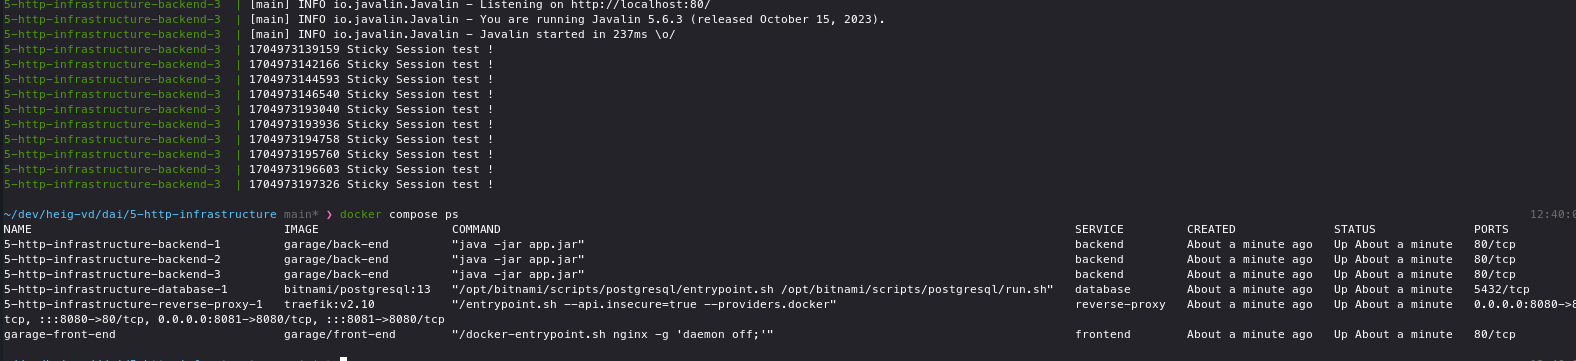 5-http-infrastructure-backend-3 | [main] INFO io.javalin.Javalin - Listening on http://localhost:80/
5-http-infrastructure-backend-3 | [main] INFO io.javalin.Javalin - You are running Javalin 5.6.3 (released October 15, 2023).
5-http-infrastructure-backend-3 | [main] INFO io.javalin.Javalin - Javalin started in 237ms \o/
5-http-infrastructure-backend-3 | 1704973139159 Sticky Session test !
5-http-infrastructure-backend-3 | 1704973142166 Sticky Session test !
5-http-infrastructure-backend-3 | 1704973144593 Sticky Session test !
5-http-infrastructure-backend-3 | 1704973146540 Sticky Session test !
5-http-infrastructure-backend-3 | 1704973193040 Sticky Session test !
5-http-infrastructure-backend-3 | 1704973193936 Sticky Session test !
5-http-infrastructure-backend-3 | 1704973194758 Sticky Session test !
5-http-infrastructure-backend-3 | 1704973195760 Sticky Session test !
5-http-infrastructure-backend-3 | 1704973196603 Sticky Session test !
5-http-infrastructure-backend-3 | 1704973197326 Sticky Session test !
~/dev/heig-vd/dai/5-http-infrastructure main* ❯ docker compose ps 12:40:
NAME IMAGE COMMAND SERVICE CREATED STATUS PORTS
5-http-infrastructure-backend-1 garage/back-end "java -jar app.jar" backend About a minute ago Up About a minute 80/tcp
5-http-infrastructure-backend-2 garage/back-end "java -jar app.jar" backend About a minute ago Up About a minute 80/tcp
5-http-infrastructure-backend-3 garage/back-end "java -jar app.jar" backend About a minute ago Up About a minute 80/tcp
5-http-infrastructure-database-1 bitnami/postgresql:13 "/opt/bitnami/scripts/postgresql/entrypoint.sh /opt/bitnami/scripts/postgresql/run.sh" database About a minute ago Up About a minute 5432/tcp
5-http-infrastructure-reverse-proxy-1 traefik:v2.10 "/entrypoint.sh --api.insecure=true --providers.docker" reverse-proxy About a minute ago Up About a minute 0.0.0.0:8080->8
tcp, :::8080->80/tcp, 0.0.0.0:8081->8080/tcp, :::8081->8080/tcp
garage-front-end garage/front-end "/docker-entrypoint.sh nginx -g 'daemon off;'" frontend About a minute ago Up About a minute 80/tcp